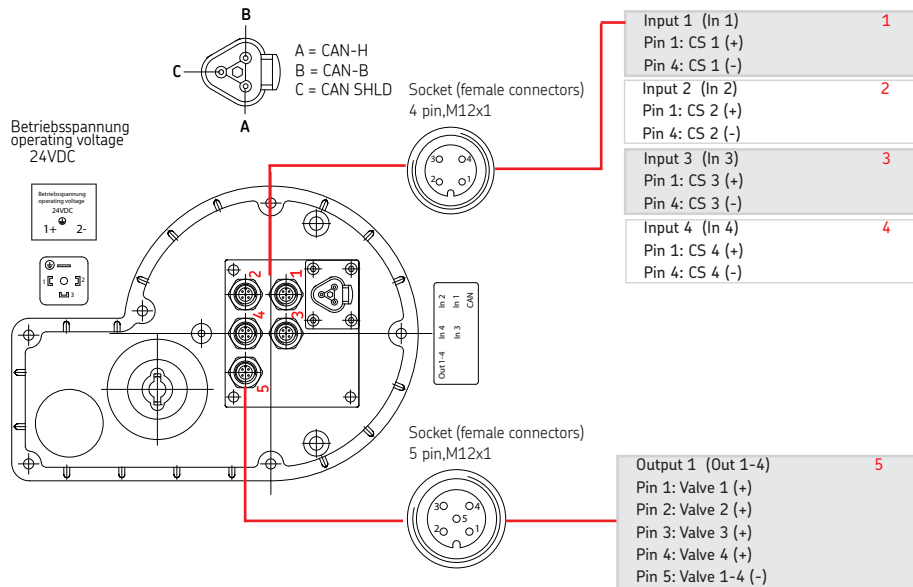 B
C
A
A = CAN-H
B = CAN-B
C = CAN SHLD
Socket (female connectors)
4 pin,M12x1
3
4
2
1
Input 1 (In 1)
1
Pin 1: CS 1 (+)
Pin 4: CS 1 (-)
Input 2 (In 2)
2
Pin 1: CS 2 (+)
Pin 4: CS 2 (-)
Input 3 (In 3)
3
Pin 1: CS 3 (+)
Pin 4: CS 3 (-)
Input 4 (In 4)
4
Pin 1: CS 4 (+)
Pin 4: CS 4 (-)
Betriebsspannung
operating voltage
24VDC
Betriebsspannung
operating voltage
24VDC
1+ 2-
1
2
3
2
1
4
3
5
In 2 In 1 CAN
In 4 In 3
Out1-4
Socket (female connectors)
5 pin,M12x1
3
4
5
2
1
Output 1 (Out 1-4)
5
Pin 1: Valve 1 (+)
Pin 2: Valve 2 (+)
Pin 3: Valve 3 (+)
Pin 4: Valve 4 (+)
Pin 5: Valve 1-4 (-)